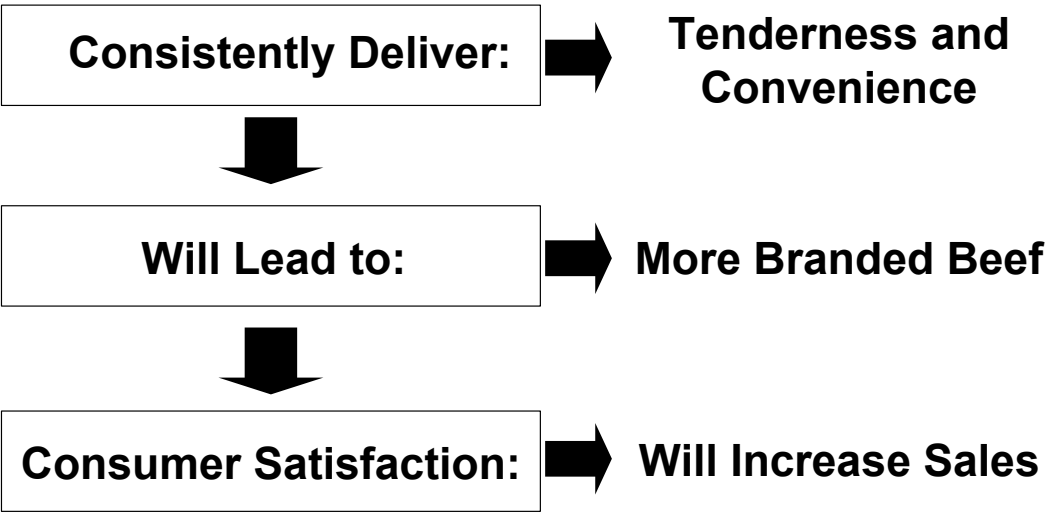 Consistently Deliver:
Tenderness and
Convenience
Will Lead to:
More Branded Beef
Consumer Satisfaction:
Will Increase Sales